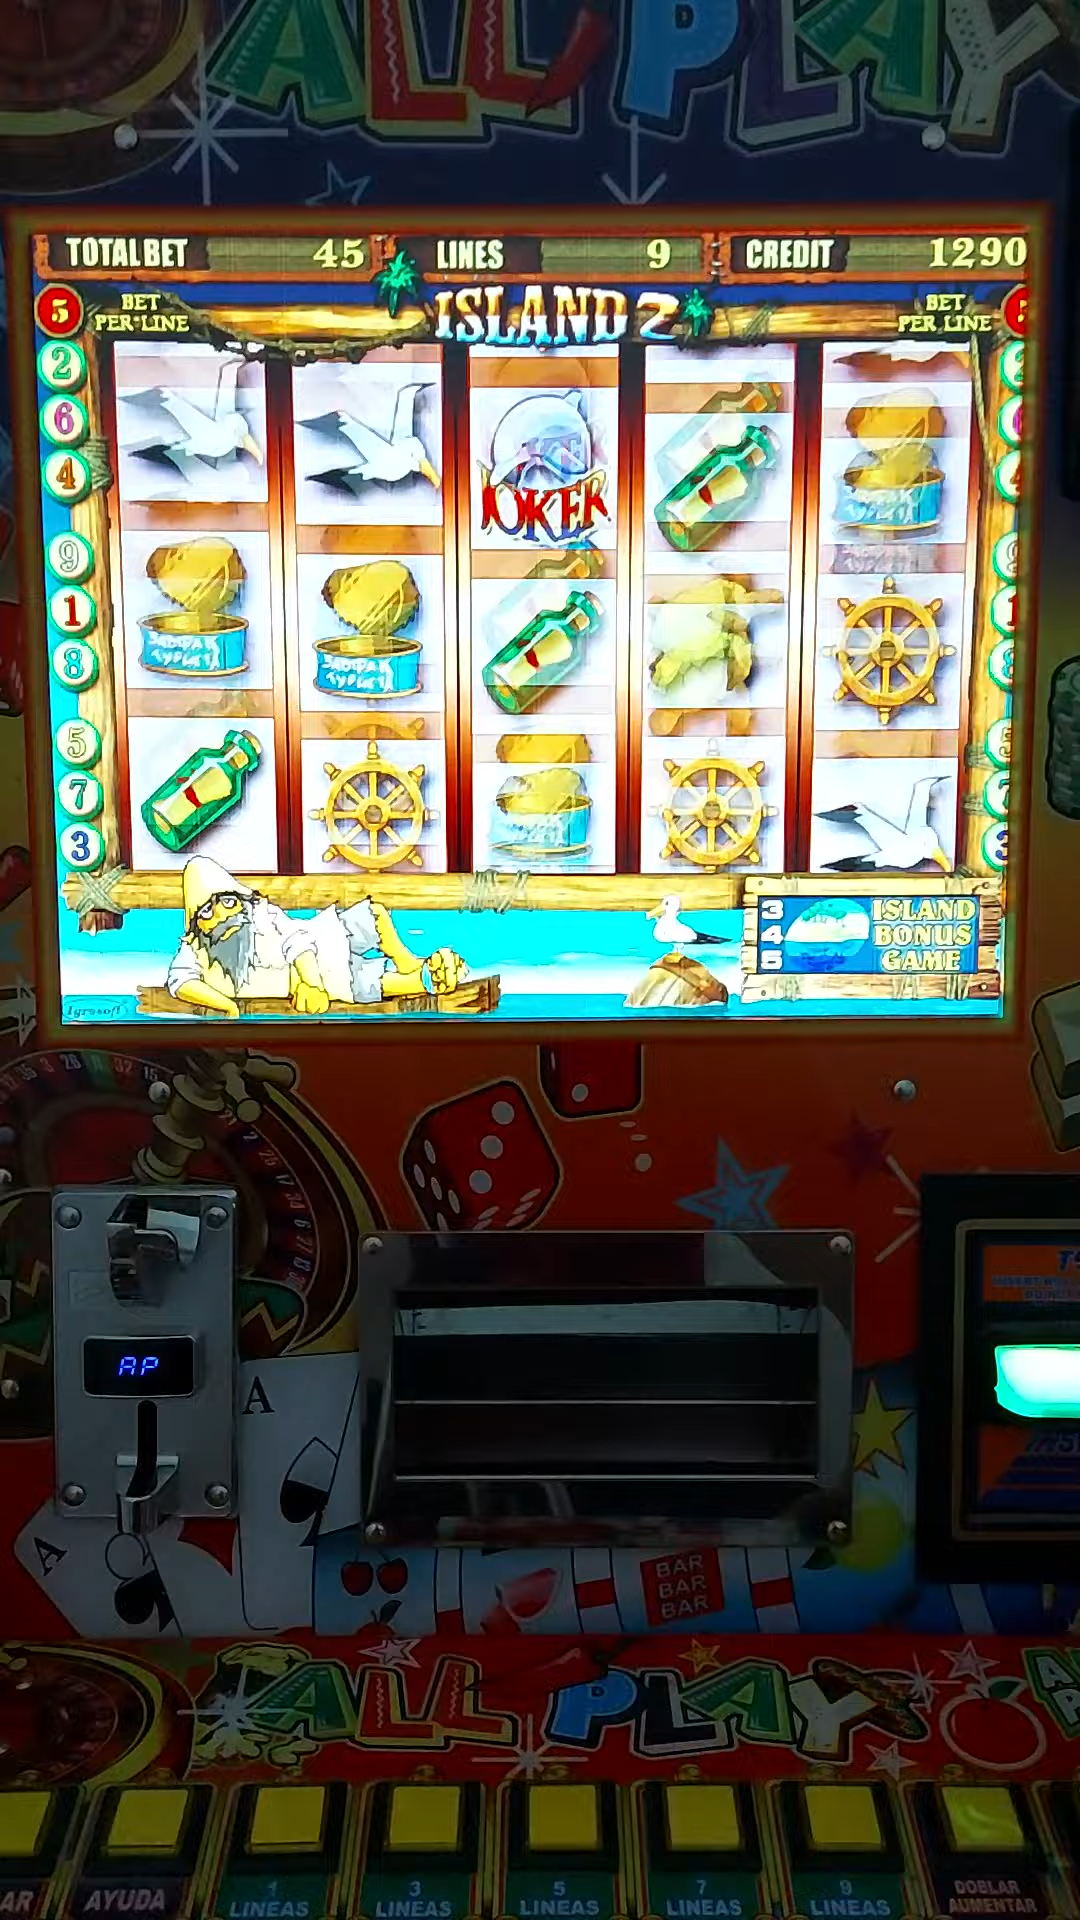 ALL PLAY
TOTAL BET 45 LINES 9 CREDIT 1290
5 BET PER LINE ISLAND 2 BET PER LINE
2
6
4
JOKER
9
1
8
5
7
3
3 ISLAND
4 BONUS
5 GAME
Igrosoft
AP
A
A
BAR
BAR
BAR
ALL PLAY
AYUDA
1 LINEAS
3 LINEAS
5 LINEAS
7 LINEAS
9 LINEAS
DOBLAR
AUMENTAR